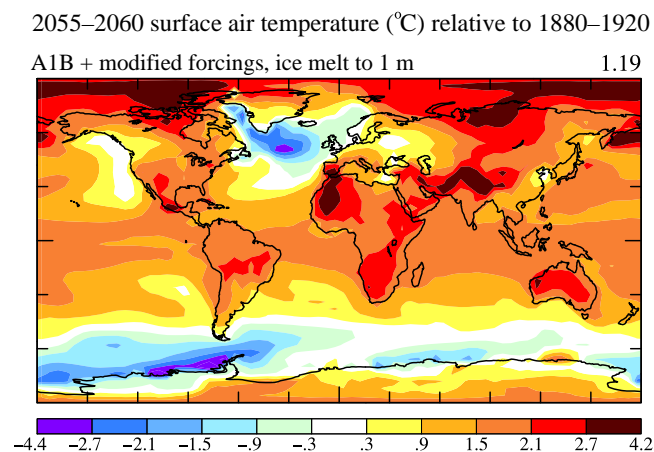 2055–2060 surface air temperature (°C) relative to 1880–1920
A1B + modified forcings, ice melt to 1 m 1.19
−4.4 −2.7 −2.1 −1.5 −.9 −.3 .3 .9 1.5 2.1 2.7 4.2